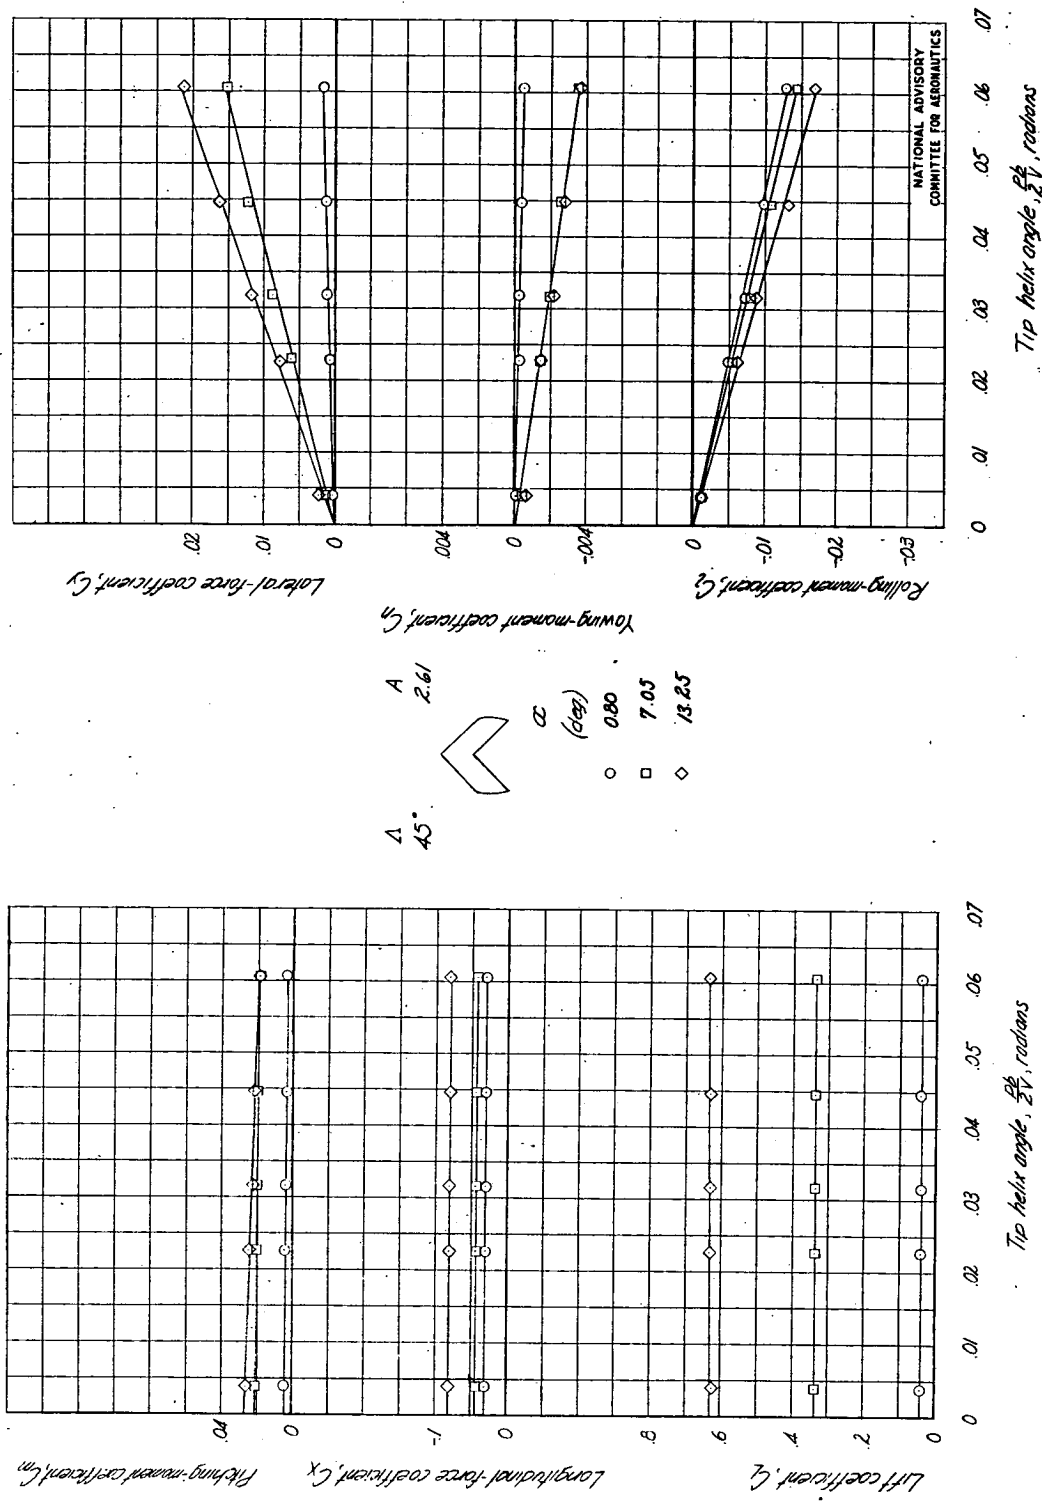 Pitching-moment coefficient, Cm
.04
0
Longitudinal-force coefficient, Cx
-.1
0
Lift coefficient, CL
.8
.6
.4
.2
0
0 .01 .02 .03 .04 .05 .06 .07
Tip helix angle, pb/2V, radians
Λ A
45° 2.61
α
(deg)
○ 0.80
□ 7.05
◇ 13.25
Lateral-force coefficient, Cy
.02
.01
0
Yawing-moment coefficient, Cn
.004
0
-.004
Rolling-moment coefficient, Cl
0
-.01
-.02
-.03
0 .01 .02 .03 .04 .05 .06 .07
Tip helix angle, pb/2V, radians
NATIONAL ADVISORY
COMMITTEE FOR AERONAUTICS